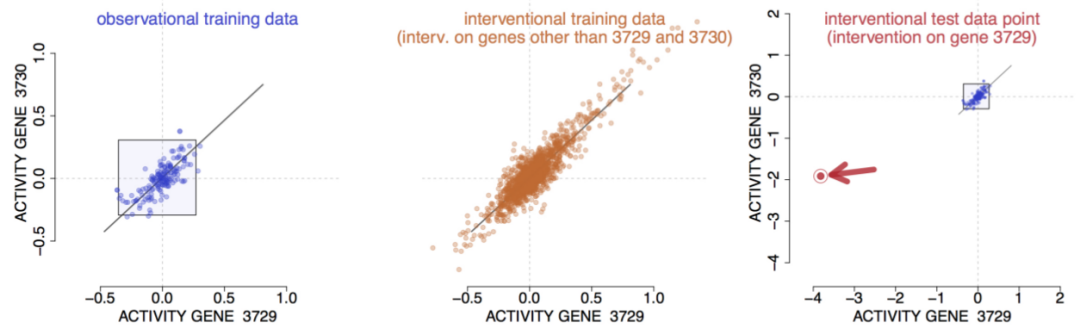 observational training data
ACTIVITY GENE 3730
1.0
0.5
0.0
−0.5
−0.5 0.0 0.5 1.0
ACTIVITY GENE 3729
interventional training data
(interv. on genes other than 3729 and 3730)
−0.5 0.0 0.5 1.0
ACTIVITY GENE 3729
interventional test data point
(intervention on gene 3729)
ACTIVITY GENE 3730
2
1
0
−1
−2
−3
−4
−4 −3 −2 −1 0 1 2
ACTIVITY GENE 3729